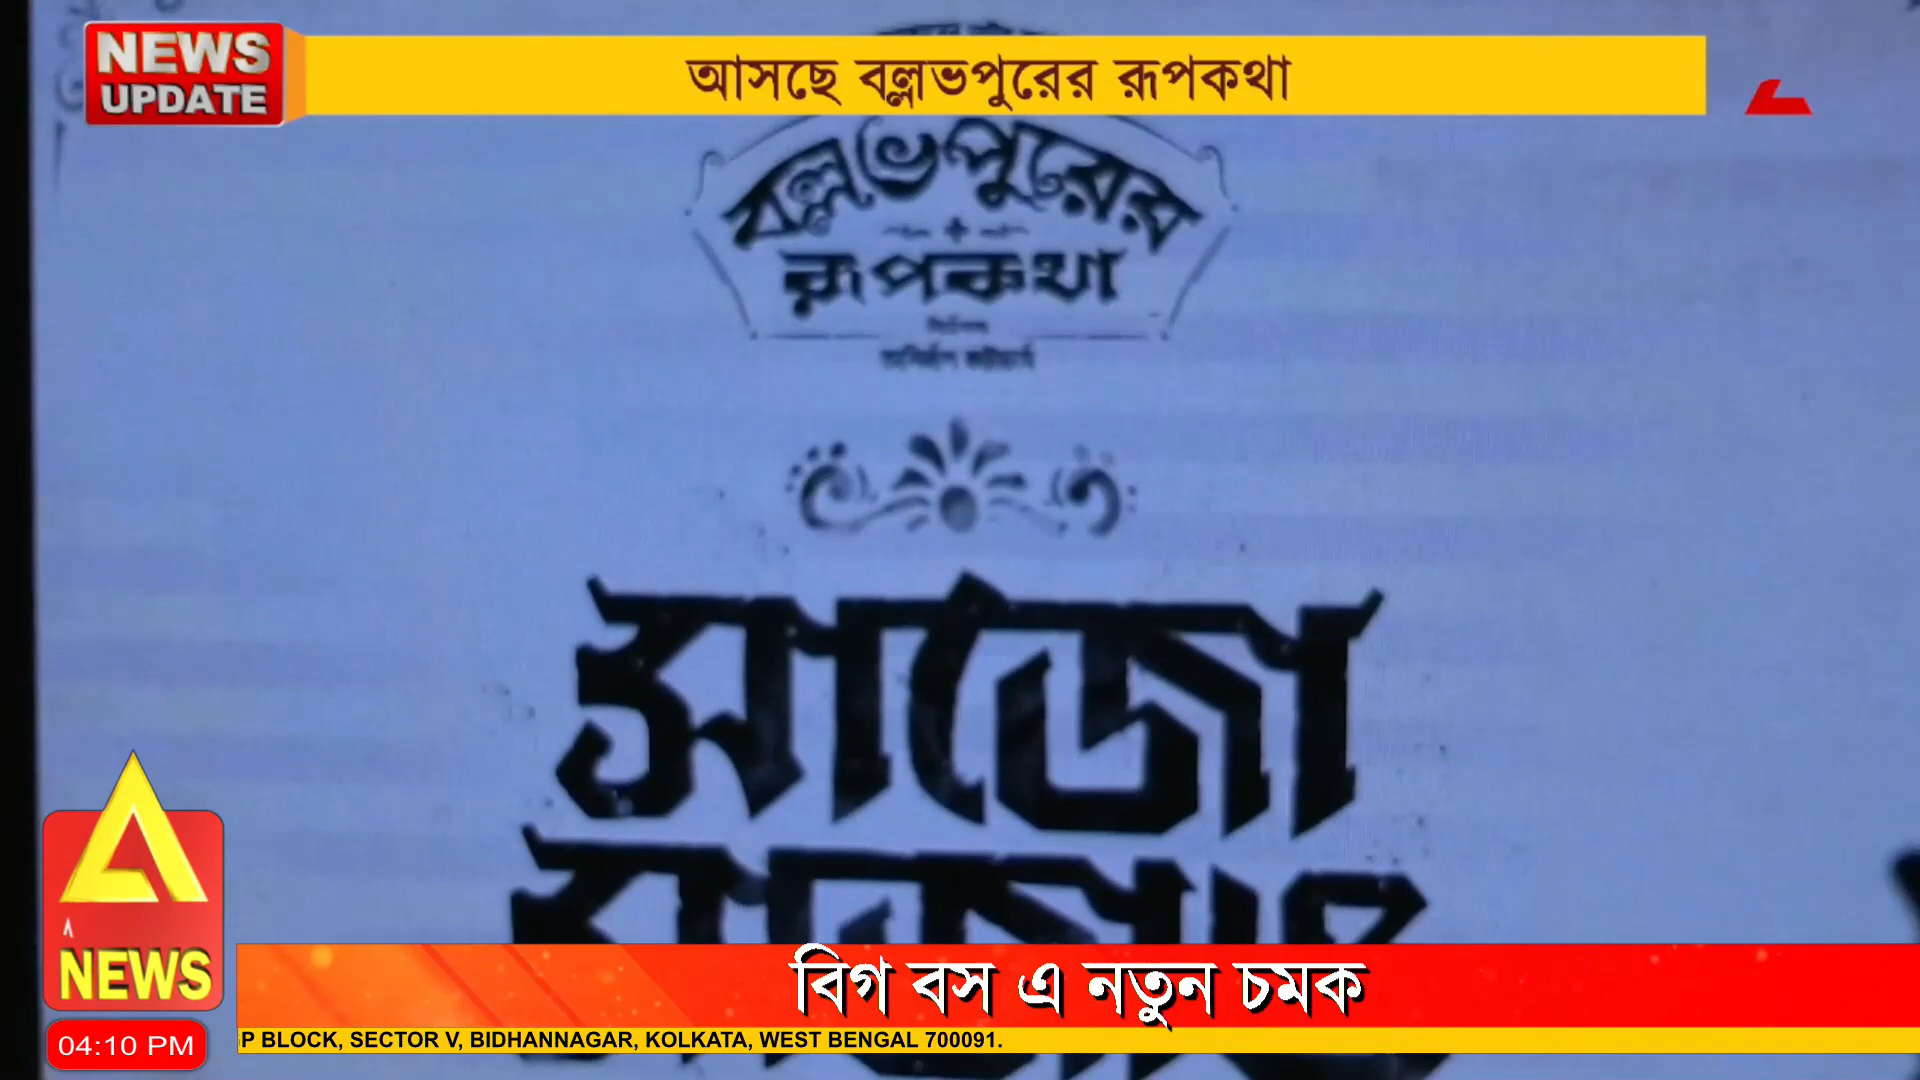 NEWS
UPDATE
আসছে বল্লভপুরের রূপকথা
বল্লভপুরের
রূপকথা
সাজো
সাজাও
A
NEWS
বিগ বস এ নতুন চমক
04:10 PM
P BLOCK, SECTOR V, BIDHANNAGAR, KOLKATA, WEST BENGAL 700091.